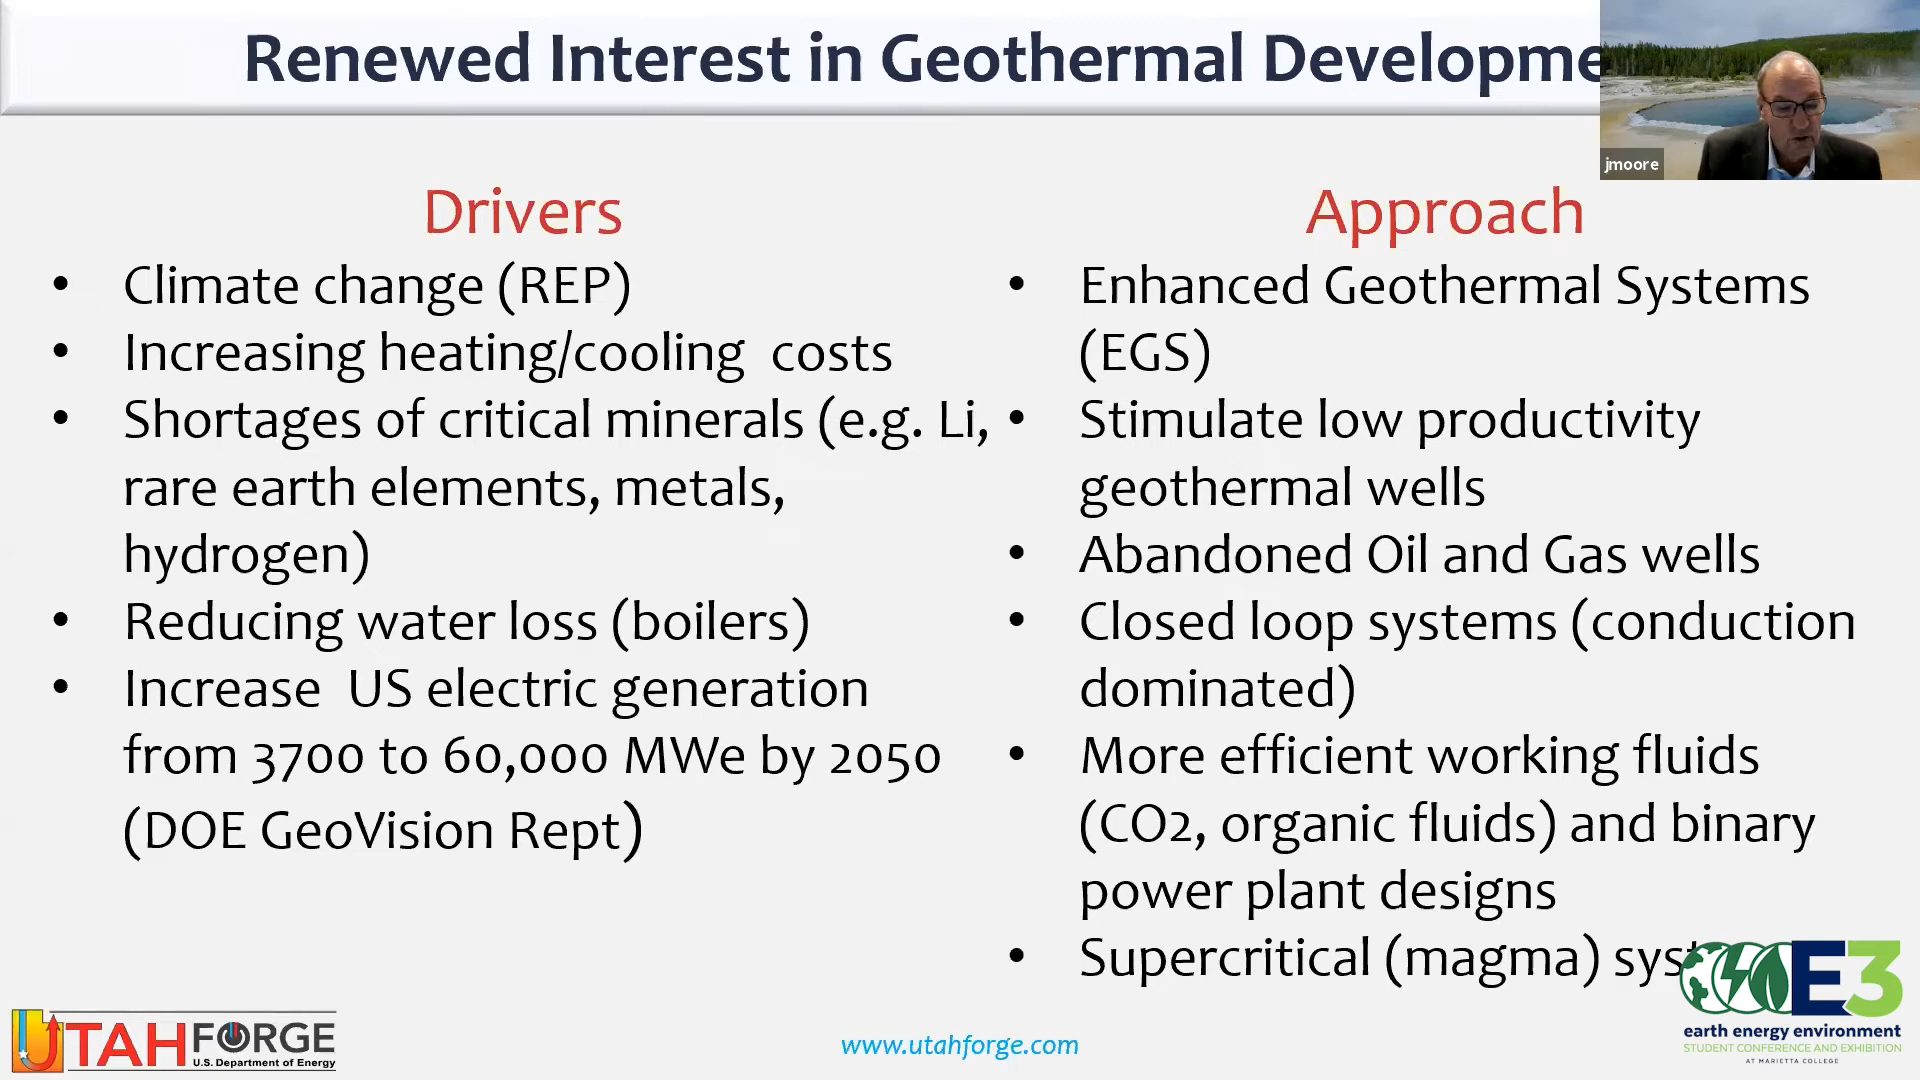 Renewed Interest in Geothermal Developme
jmoore
Drivers
• Climate change (REP)
• Increasing heating/cooling costs
• Shortages of critical minerals (e.g. Li,
rare earth elements, metals,
hydrogen)
• Reducing water loss (boilers)
• Increase US electric generation
from 3700 to 60,000 MWe by 2050
(DOE GeoVision Rept)
Approach
• Enhanced Geothermal Systems
(EGS)
• Stimulate low productivity
geothermal wells
• Abandoned Oil and Gas wells
• Closed loop systems (conduction
dominated)
• More efficient working fluids
(CO2, organic fluids) and binary
power plant designs
• Supercritical (magma) syst
UTAH FORGE
U.S. Department of Energy
www.utahforge.com
E3
earth energy environment
STUDENT CONFERENCE AND EXHIBITION
AT MARIETTA COLLEGE